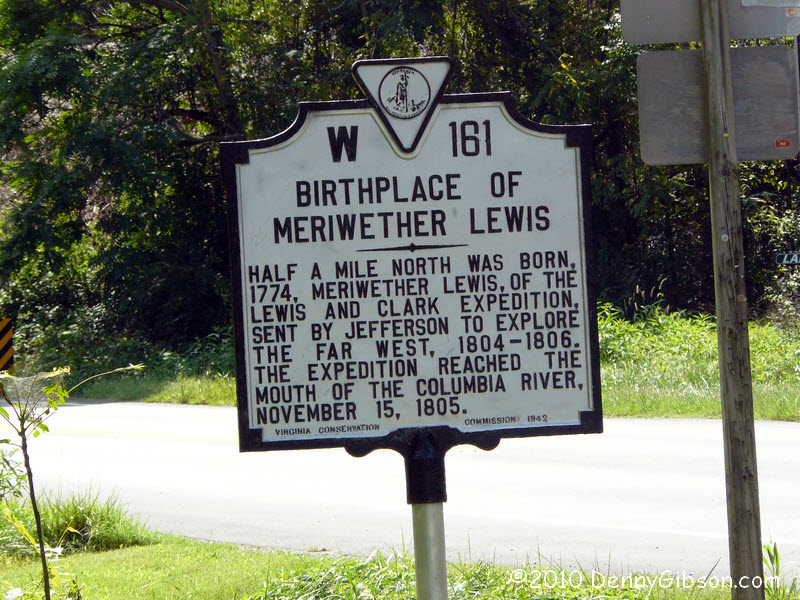 W 161
BIRTHPLACE OF
MERIWETHER LEWIS
HALF A MILE NORTH WAS BORN,
1774, MERIWETHER LEWIS, OF THE
LEWIS AND CLARK EXPEDITION,
SENT BY JEFFERSON TO EXPLORE
THE FAR WEST, 1804-1806.
THE EXPEDITION REACHED THE
MOUTH OF THE COLUMBIA RIVER,
NOVEMBER 15, 1805.
VIRGINIA CONSERVATION COMMISSION 1942
©2010 DennyGibson.com